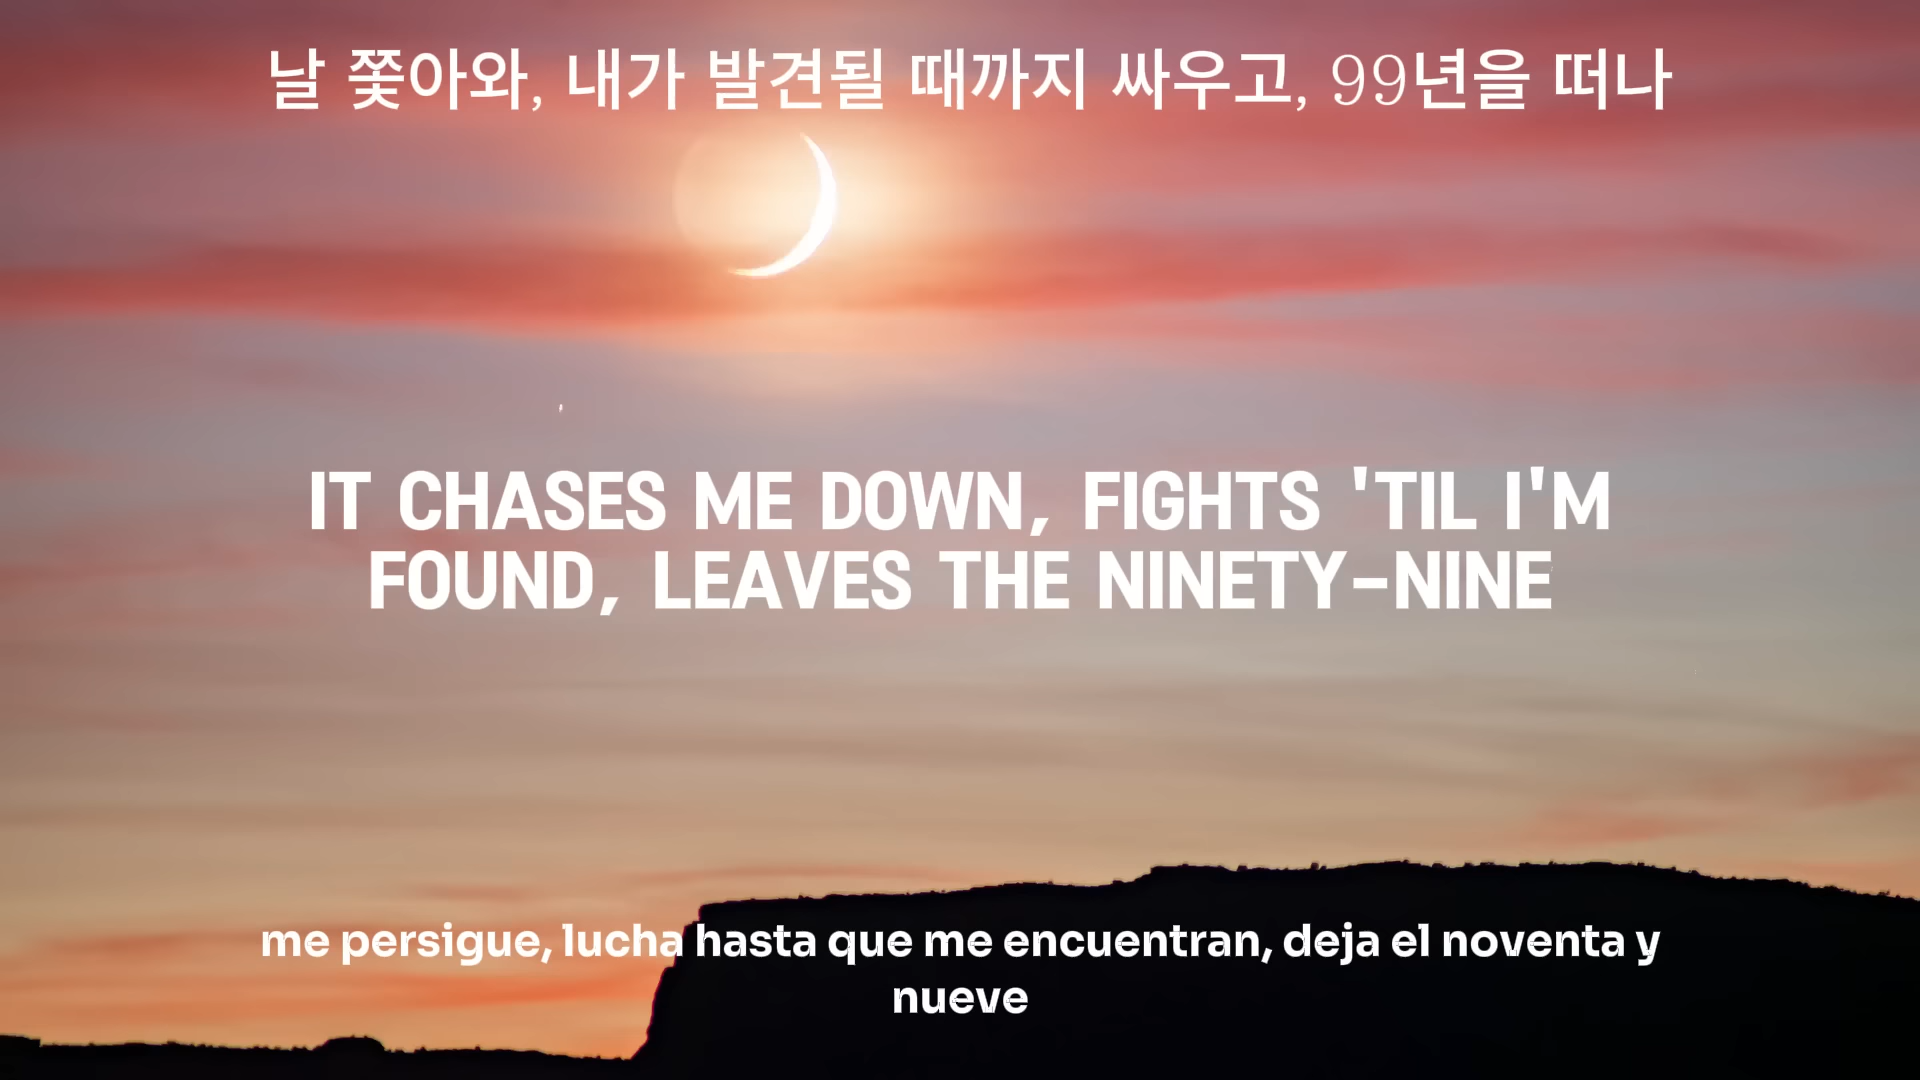 날 쫓아와, 내가 발견될 때까지 싸우고, 99년을 떠나
IT CHASES ME DOWN, FIGHTS 'TIL I'M
FOUND, LEAVES THE NINETY-NINE
me persigue, lucha hasta que me encuentran, deja el noventa y
nueve